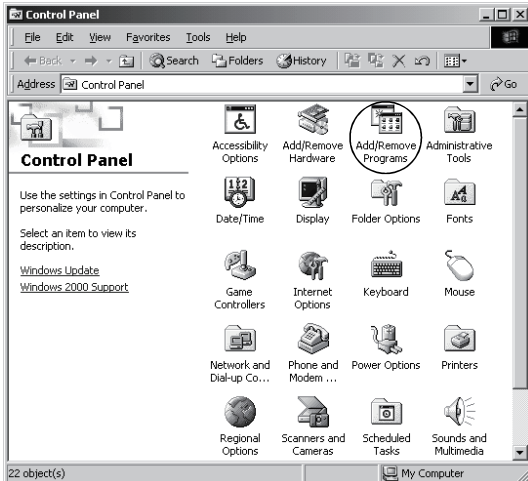 Control Panel
File Edit View Favorites Tools Help
Back Search Folders History
Address Control Panel Go
Control Panel
Use the settings in Control Panel to
personalize your computer.
Select an item to view its
description.
Windows Update
Windows 2000 Support
Accessibility
Options
Add/Remove
Hardware
Add/Remove
Programs
Administrative
Tools
12
Date/Time
Display
Folder Options
Fonts
Game
Controllers
Internet
Options
Keyboard
Mouse
Network and
Dial-up Co...
Phone and
Modem ...
Power Options
Printers
Regional
Options
Scanners and
Cameras
Scheduled
Tasks
Sounds and
Multimedia
22 object(s) My Computer